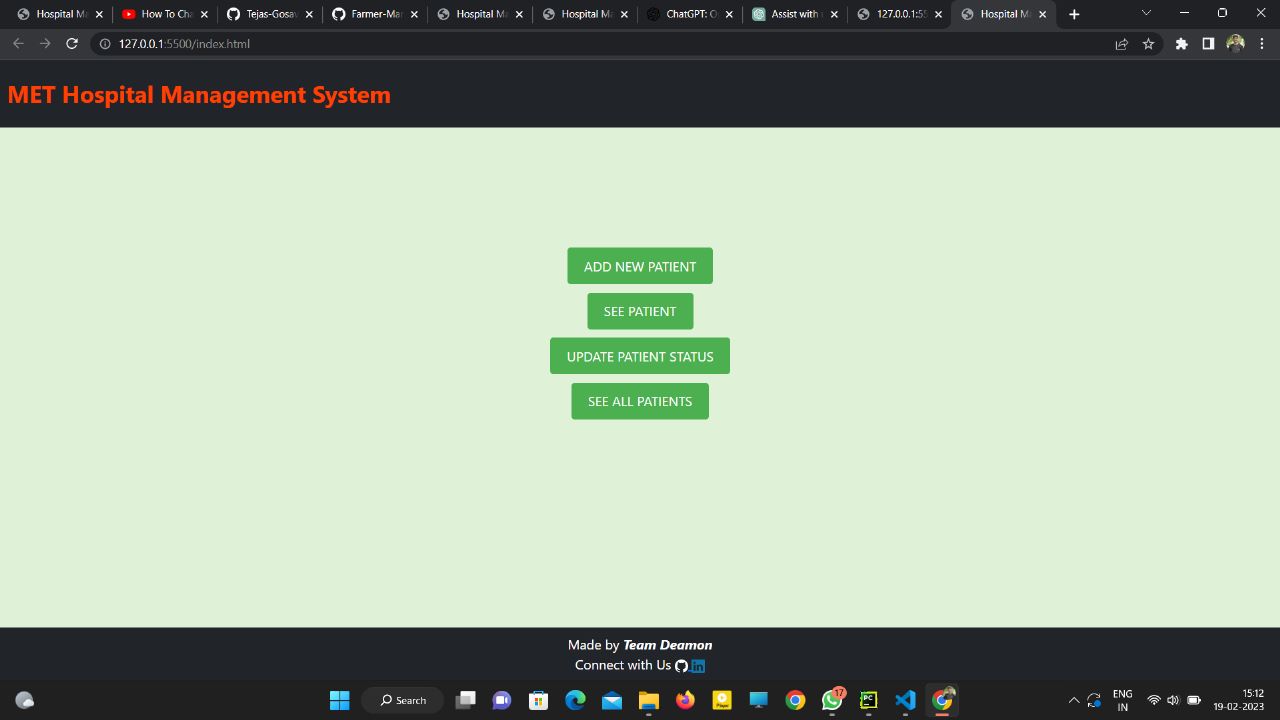 Hospital Ma
How To Cha
Tejas-Gosav
Farmer-Mar
Hospital Ma
Hospital Ma
ChatGPT: O
Assist with
127.0.0.1:55
Hospital M
127.0.0.1:5500/index.html
MET Hospital Management System
ADD NEW PATIENT
SEE PATIENT
UPDATE PATIENT STATUS
SEE ALL PATIENTS
Made by Team Deamon
Connect with Us
Search
17
PC
ENG
IN
15:12
19-02-2023